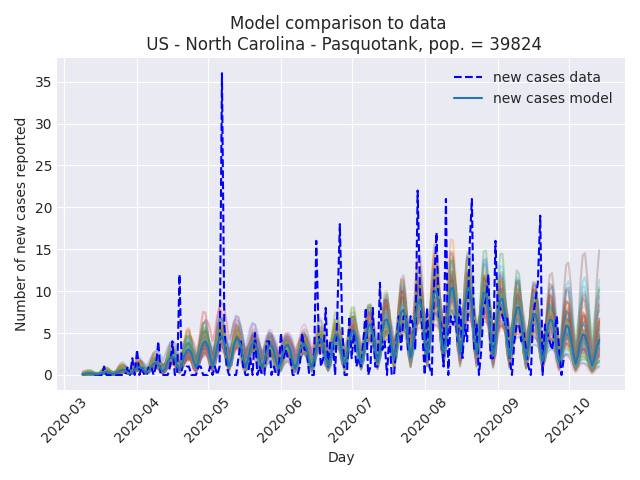 Model comparison to data
US - North Carolina - Pasquotank, pop. = 39824
new cases data
new cases model
Number of new cases reported
35
30
25
20
15
10
5
0
2020-03
2020-04
2020-05
2020-06
2020-07
2020-08
2020-09
2020-10
Day